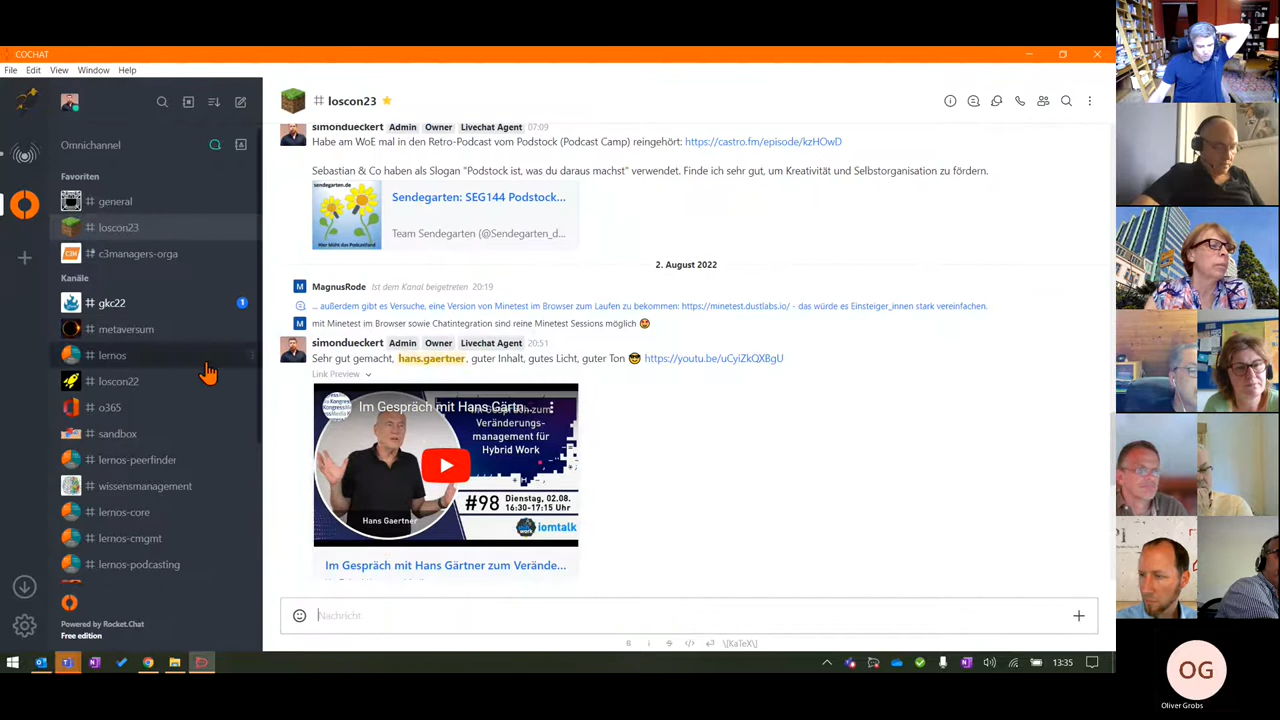 COCHAT
File Edit View Window Help
Omnichannel
Favoriten
# general
# loscon23
c3managers-orga
Kanäle
# gkc22 1
# metaversum
# lernos
# loscon22
# o365
# sandbox
# lernos-peerfinder
# wissensmanagement
# lernos-core
# lernos-cmgmt
# lernos-podcasting
Powered by Rocket.Chat
Free edition
# loscon23
simondueckert Admin Owner Livechat Agent 07:09
Habe am WoE mal in den Retro-Podcast vom Podstock (Podcast Camp) reingehört: https://castro.fm/episode/kzHOwD
Sebastian & Co haben als Slogan "Podstock ist, was du daraus machst" verwendet. Finde ich sehr gut, um Kreativität und Selbstorganisation zu fördern.
sendegarten.de
Hier blüht das Podcastland
Sendegarten: SEG144 Podstock...
Team Sendegarten (@Sendegarten_d...
2. August 2022
M MagnusRode Ist dem Kanal beigetreten 20:19
... außerdem gibt es Versuche, eine Version von Minetest im Browser zum Laufen zu bekommen: https://minetest.dustlabs.io/ - das würde es Einsteiger_innen stark vereinfachen.
M mit Minetest im Browser sowie Chatintegration sind reine Minetest Sessions möglich
simondueckert Admin Owner Livechat Agent 20:51
Sehr gut gemacht, hans.gaertner, guter Inhalt, gutes Licht, guter Ton https://youtu.be/uCyiZkQXBgU
Link Preview
Im Gespräch mit Hans Gärtn...
Veränderungs-
management für
Hybrid Work
#98 Dienstag, 02.08.
16:30-17:15 Uhr
Hans Gaertner
iomtalk
Im Gespräch mit Hans Gärtner zum Verände...
Nachricht
B i S </> \[KaTeX\]
13:35
OG
Oliver Grobs